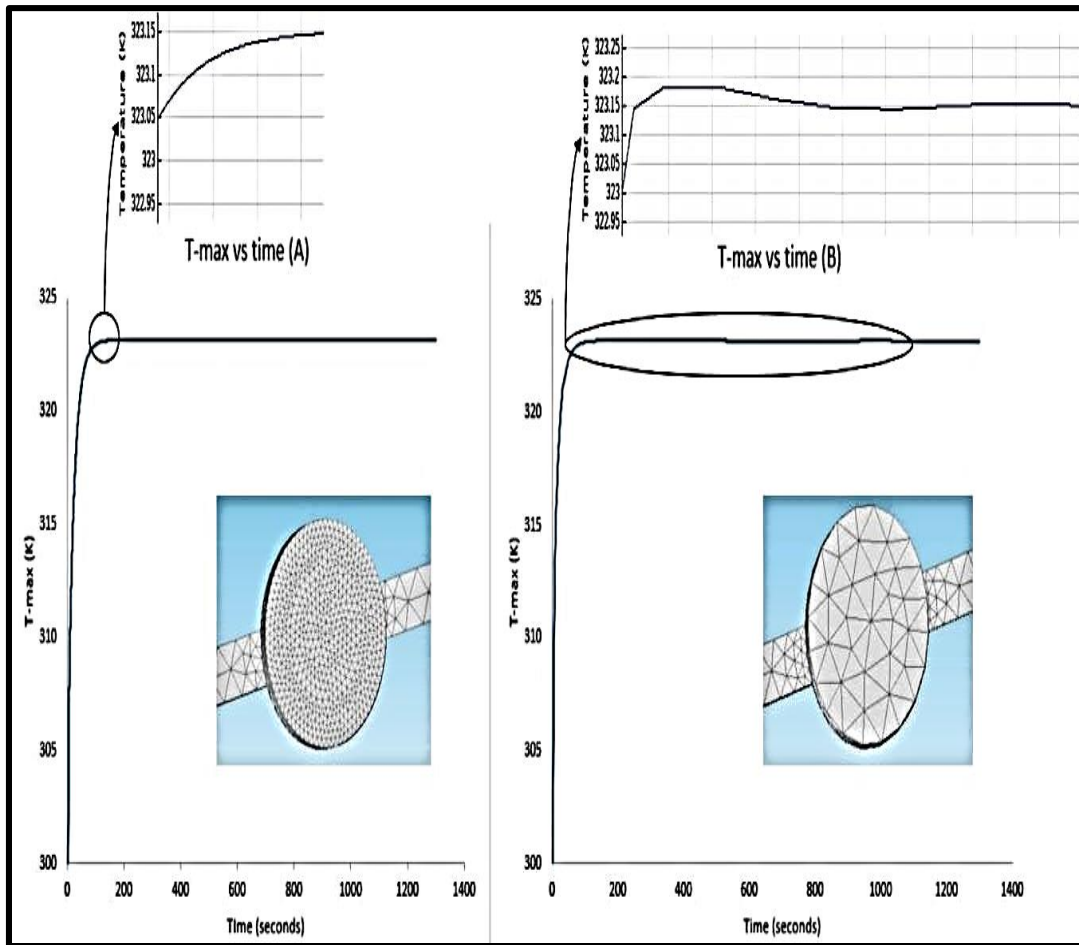 323.15
323.1
323.05
323
322.95
Temperature (K)
T-max vs time (A)
325
320
315
310
305
300
T-max (K)
0 200 400 600 800 1000 1200 1400
Time (seconds)
323.25
323.2
323.15
323.1
323.05
323
322.95
Temperature (K)
T-max vs time (B)
325
320
315
310
305
300
T-max (K)
0 200 400 600 800 1000 1200 1400
Time (seconds)